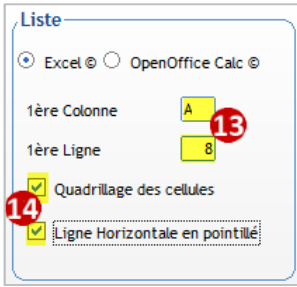 Liste
Excel © OpenOffice Calc ©
1ère Colonne A
13
1ère Ligne 8
Quadrillage des cellules
14
Ligne Horizontale en pointillé